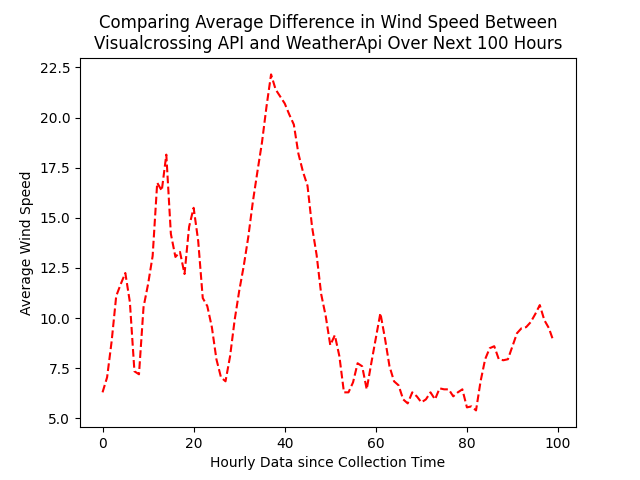 Comparing Average Difference in Wind Speed Between
Visualcrossing API and WeatherApi Over Next 100 Hours
22.5
20.0
17.5
15.0
12.5
10.0
7.5
5.0
Average Wind Speed
0 20 40 60 80 100
Hourly Data since Collection Time